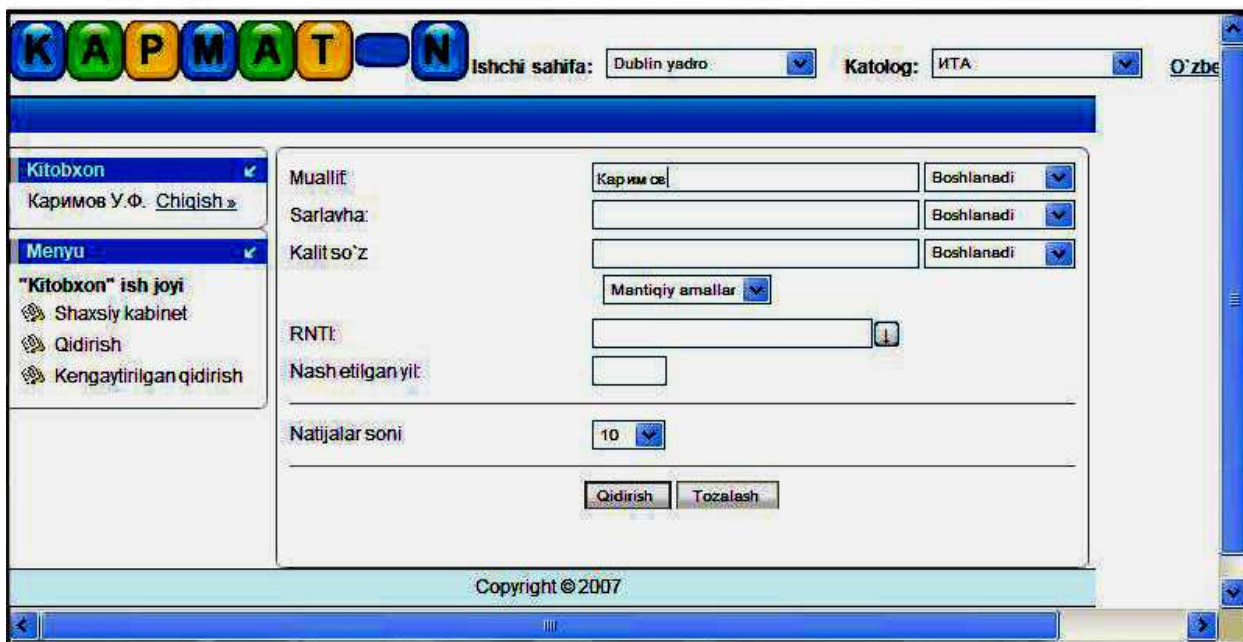 КАРМАТ-N
Ishchi sahifa: Dublin yadro Katolog: ИТА O`zbe
Kitobxon
Каримов У.Ф. Chiqish »
Menyu
"Kitobxon" ish joyi
Shaxsiy kabinet
Qidirish
Kengaytirilgan qidirish
Muallif: Каримов Boshlanadi
Sarlavha: Boshlanadi
Kalit so`z Boshlanadi
Mantiqiy amallar
RNTI:
Nash etilgan yil:
Natijalar soni 10
Qidirish Tozalash
Copyright © 2007